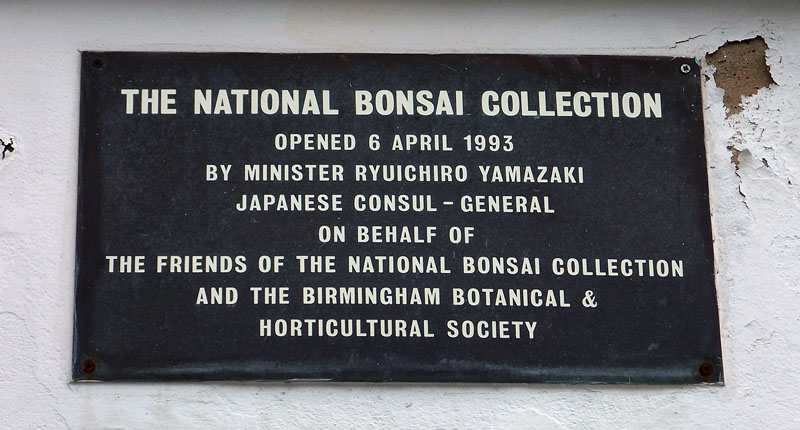 THE NATIONAL BONSAI COLLECTION
OPENED 6 APRIL 1993
BY MINISTER RYUICHIRO YAMAZAKI
JAPANESE CONSUL - GENERAL
ON BEHALF OF
THE FRIENDS OF THE NATIONAL BONSAI COLLECTION
AND THE BIRMINGHAM BOTANICAL &
HORTICULTURAL SOCIETY